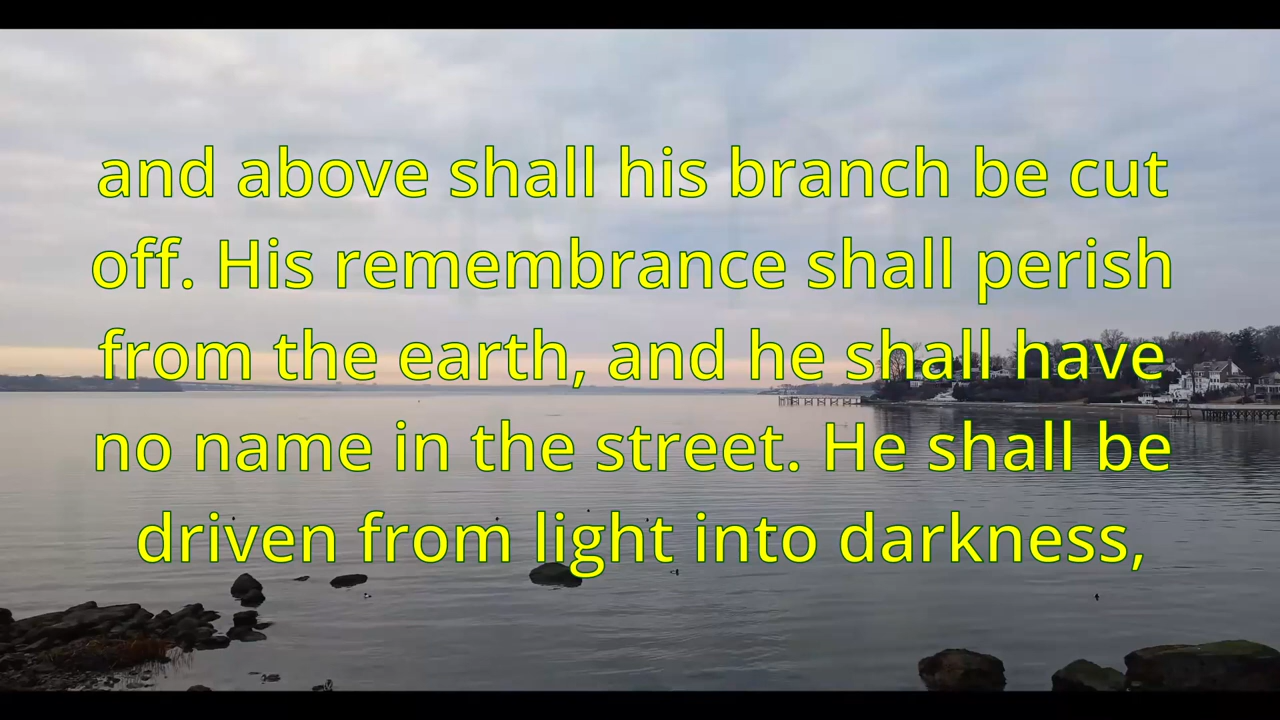 and above shall his branch be cut
off. His remembrance shall perish
from the earth, and he shall have
no name in the street. He shall be
driven from light into darkness,